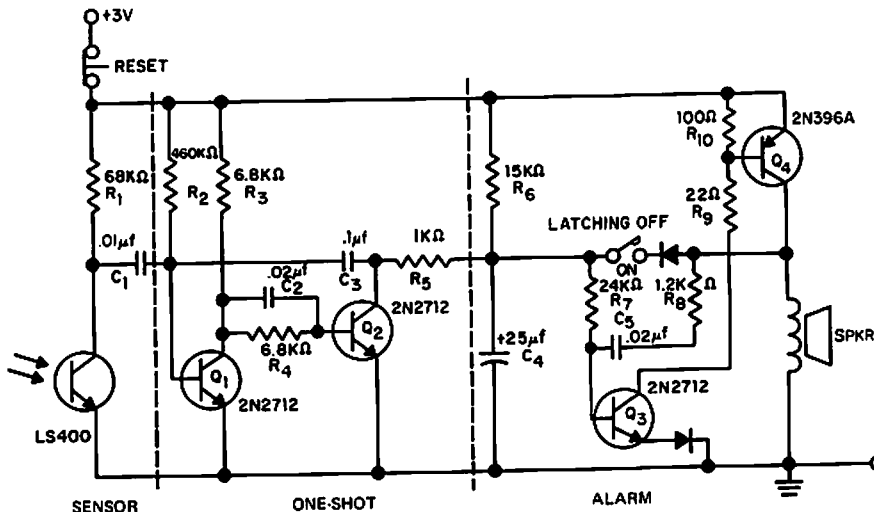 +3V
RESET
68KΩ
R1
460KΩ
R2
6.8KΩ
R3
15KΩ
R6
100Ω
R10
2N396A
Q4
22Ω
R9
LATCHING OFF
ON
.01µf
C1
.1µf
C3
1KΩ
R5
.02µf
C2
2N2712
Q2
24KΩ
R7
1.2K Ω
R8
C5
.02µf
6.8KΩ
R4
+25µf
C4
SPKR
Q1
2N2712
2N2712
Q3
LS400
SENSOR
ONE-SHOT
ALARM